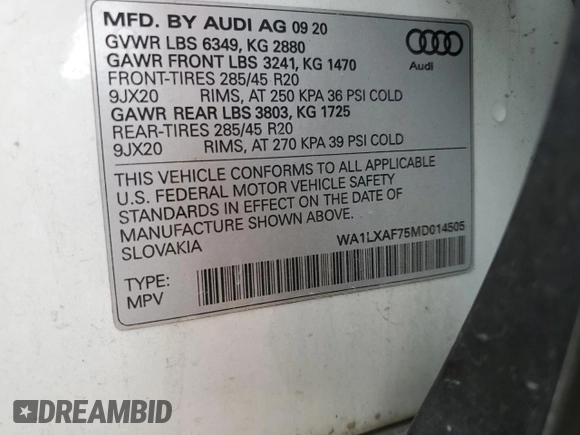 MFD. BY AUDI AG 09 20
GVWR LBS 6349, KG 2880
GAWR FRONT LBS 3241, KG 1470
FRONT-TIRES 285/45 R20
9JX20 RIMS, AT 250 KPA 36 PSI COLD
GAWR REAR LBS 3803, KG 1725
REAR-TIRES 285/45 R20
9JX20 RIMS, AT 270 KPA 39 PSI COLD
Audi
THIS VEHICLE CONFORMS TO ALL APPLICABLE
U.S. FEDERAL MOTOR VEHICLE SAFETY
STANDARDS IN EFFECT ON THE DATE OF
MANUFACTURE SHOWN ABOVE.
SLOVAKIA WA1LXAF75MD014505
TYPE:
MPV
DREAMBID